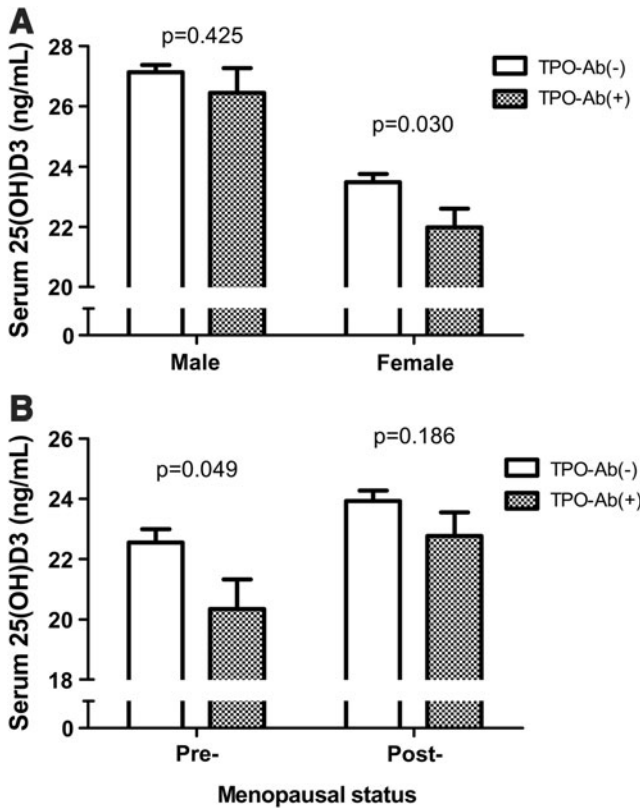 A
Serum 25(OH)D3 (ng/mL)
28
26
24
22
20
0
p=0.425
p=0.030
TPO-Ab(-)
TPO-Ab(+)
Male
Female
B
Serum 25(OH)D3 (ng/mL)
26
24
22
20
18
0
p=0.049
p=0.186
TPO-Ab(-)
TPO-Ab(+)
Pre-
Post-
Menopausal status